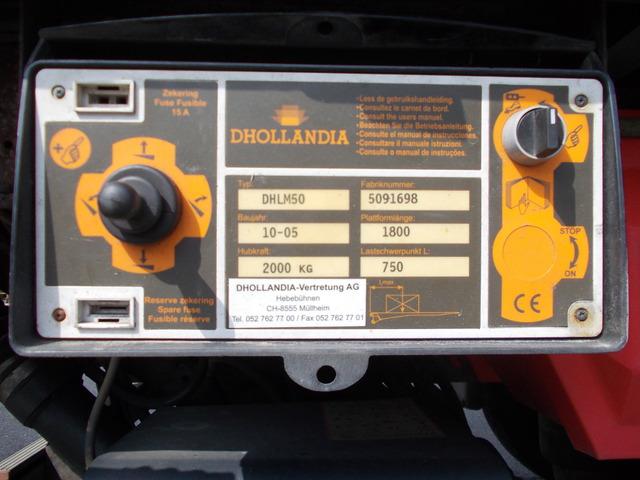 Zekering
Fuse Fusible
15 A
DHOLLANDIA
-Lees de gebruikshandleiding.
-Consultez le carnet de bord.
-Consult the users manuel.
-Beachten Sie die Betriebsanleitung.
-Consulte el manual de instrucciones.
-Consultare il manuale istruzioni.
-Consulte o manual de instruções.
Typ:
DHLM50
Fabriknummer:
5091698
Baujahr:
10-05
Plattformlänge:
1800
Hubkraft:
2000 KG
Lastschwerpunkt L:
750
DHOLLANDIA-Vertretung AG
Hebebühnen
CH-8555 Müllheim
Tel. 052 762 77 00 / Fax 052 762 77 01
Lmax
Reserve zekering
Spare fuse
Fusible réserve
STOP
ON
CE